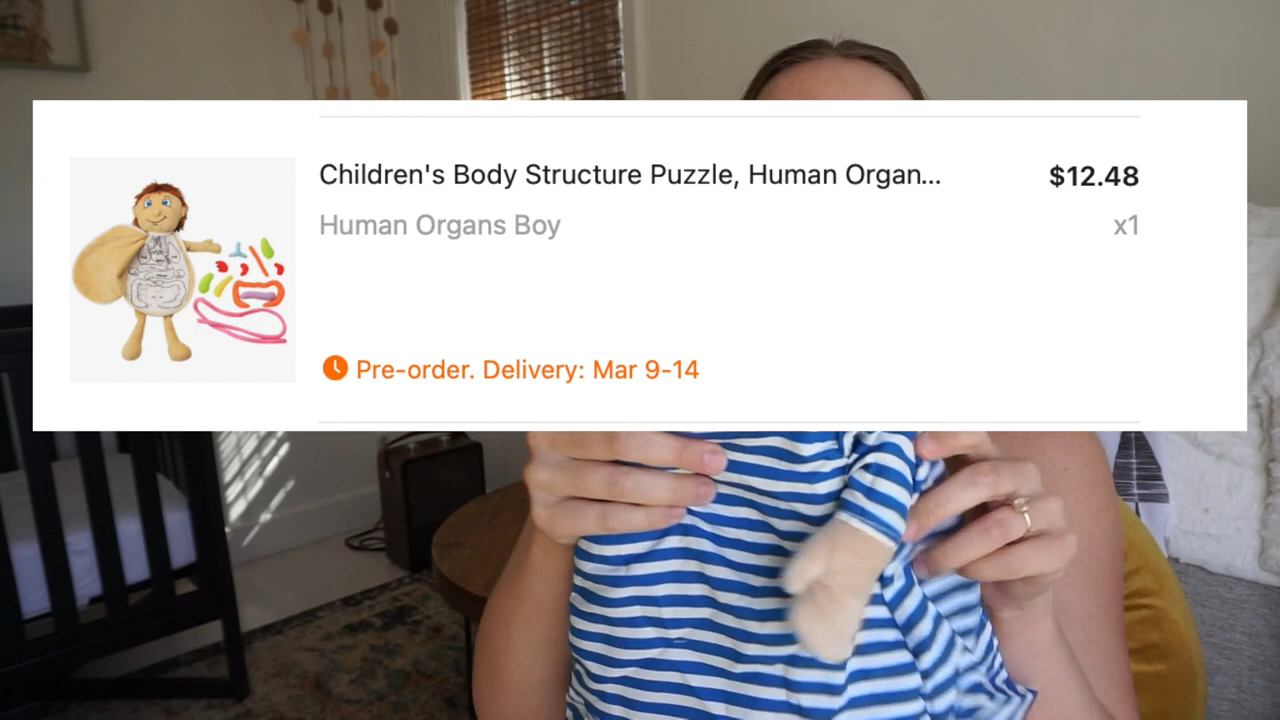 Children's Body Structure Puzzle, Human Organ...
$12.48
Human Organs Boy
x1
Pre-order. Delivery: Mar 9-14